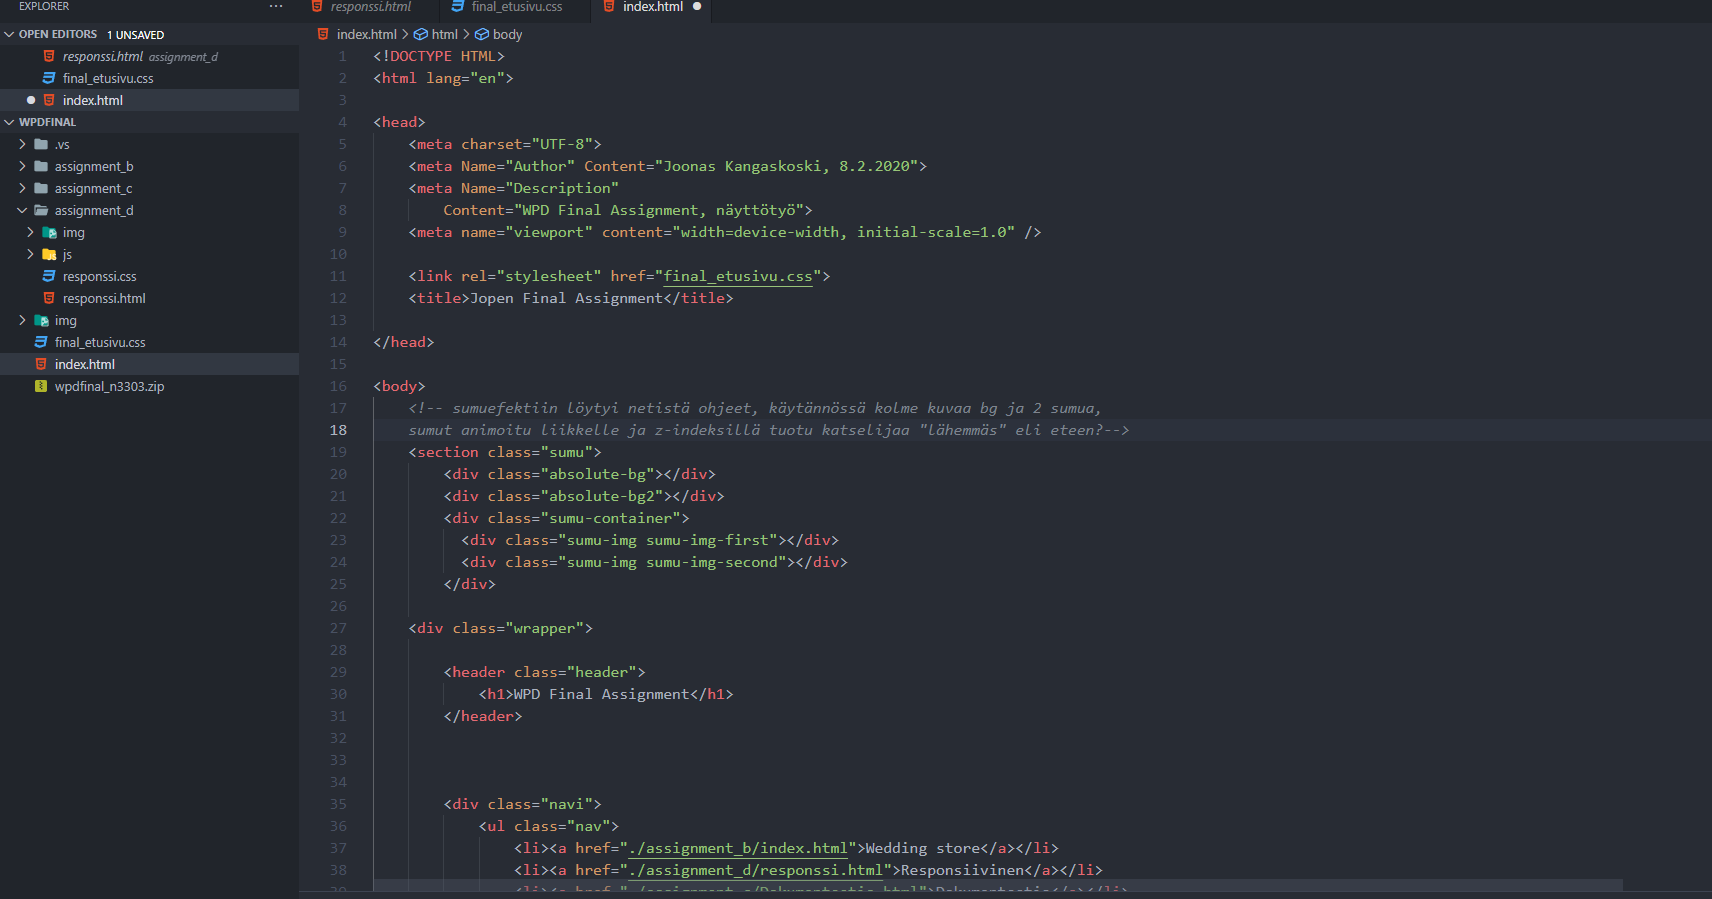 EXPLORER ···
responssi.html final_etusivu.css index.html
OPEN EDITORS 1 UNSAVED
responssi.html assignment_d
final_etusivu.css
index.html
WPDFINAL
.vs
assignment_b
assignment_c
assignment_d
img
js
responssi.css
responssi.html
img
final_etusivu.css
index.html
wpdfinal_n3303.zip
index.html > html > body
1 <!DOCTYPE HTML>
2 <html lang="en">
3
4 <head>
5 <meta charset="UTF-8">
6 <meta Name="Author" Content="Joonas Kangaskoski, 8.2.2020">
7 <meta Name="Description"
8 Content="WPD Final Assignment, näyttötyö">
9 <meta name="viewport" content="width=device-width, initial-scale=1.0" />
10
11 <link rel="stylesheet" href="final_etusivu.css">
12 <title>Jopen Final Assignment</title>
13
14 </head>
15
16 <body>
17 <!-- sumuefektiin löytyi netistä ohjeet, käytännössä kolme kuvaa bg ja 2 sumua,
18 sumut animoitu liikkelle ja z-indeksillä tuotu katselijaa "lähemmäs" eli eteen?-->
19 <section class="sumu">
20 <div class="absolute-bg"></div>
21 <div class="absolute-bg2"></div>
22 <div class="sumu-container">
23 <div class="sumu-img sumu-img-first"></div>
24 <div class="sumu-img sumu-img-second"></div>
25 </div>
26
27 <div class="wrapper">
28
29 <header class="header">
30 <h1>WPD Final Assignment</h1>
31 </header>
32
33
34
35 <div class="navi">
36 <ul class="nav">
37 <li><a href="./assignment_b/index.html">Wedding store</a></li>
38 <li><a href="./assignment_d/responssi.html">Responsiivinen</a></li>
39 <li><a href="./assignment_c/Dokumentatio.html">Dokumentatio</a></li>